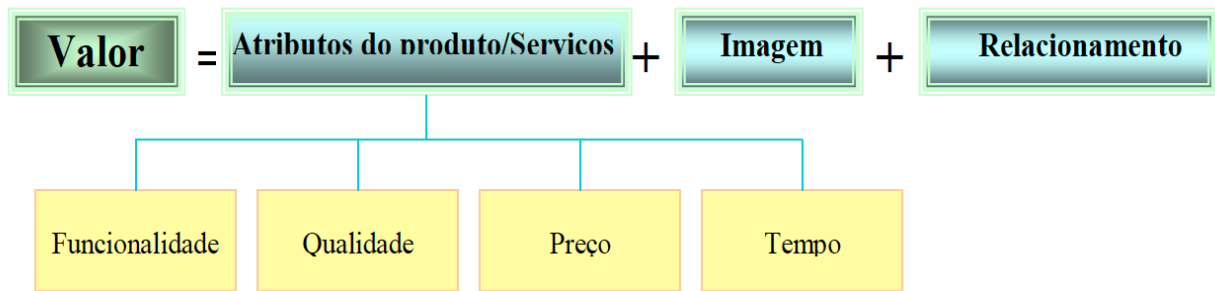 Valor = Atributos do produto/Servicos + Imagem + Relacionamento
Funcionalidade Qualidade Preço Tempo